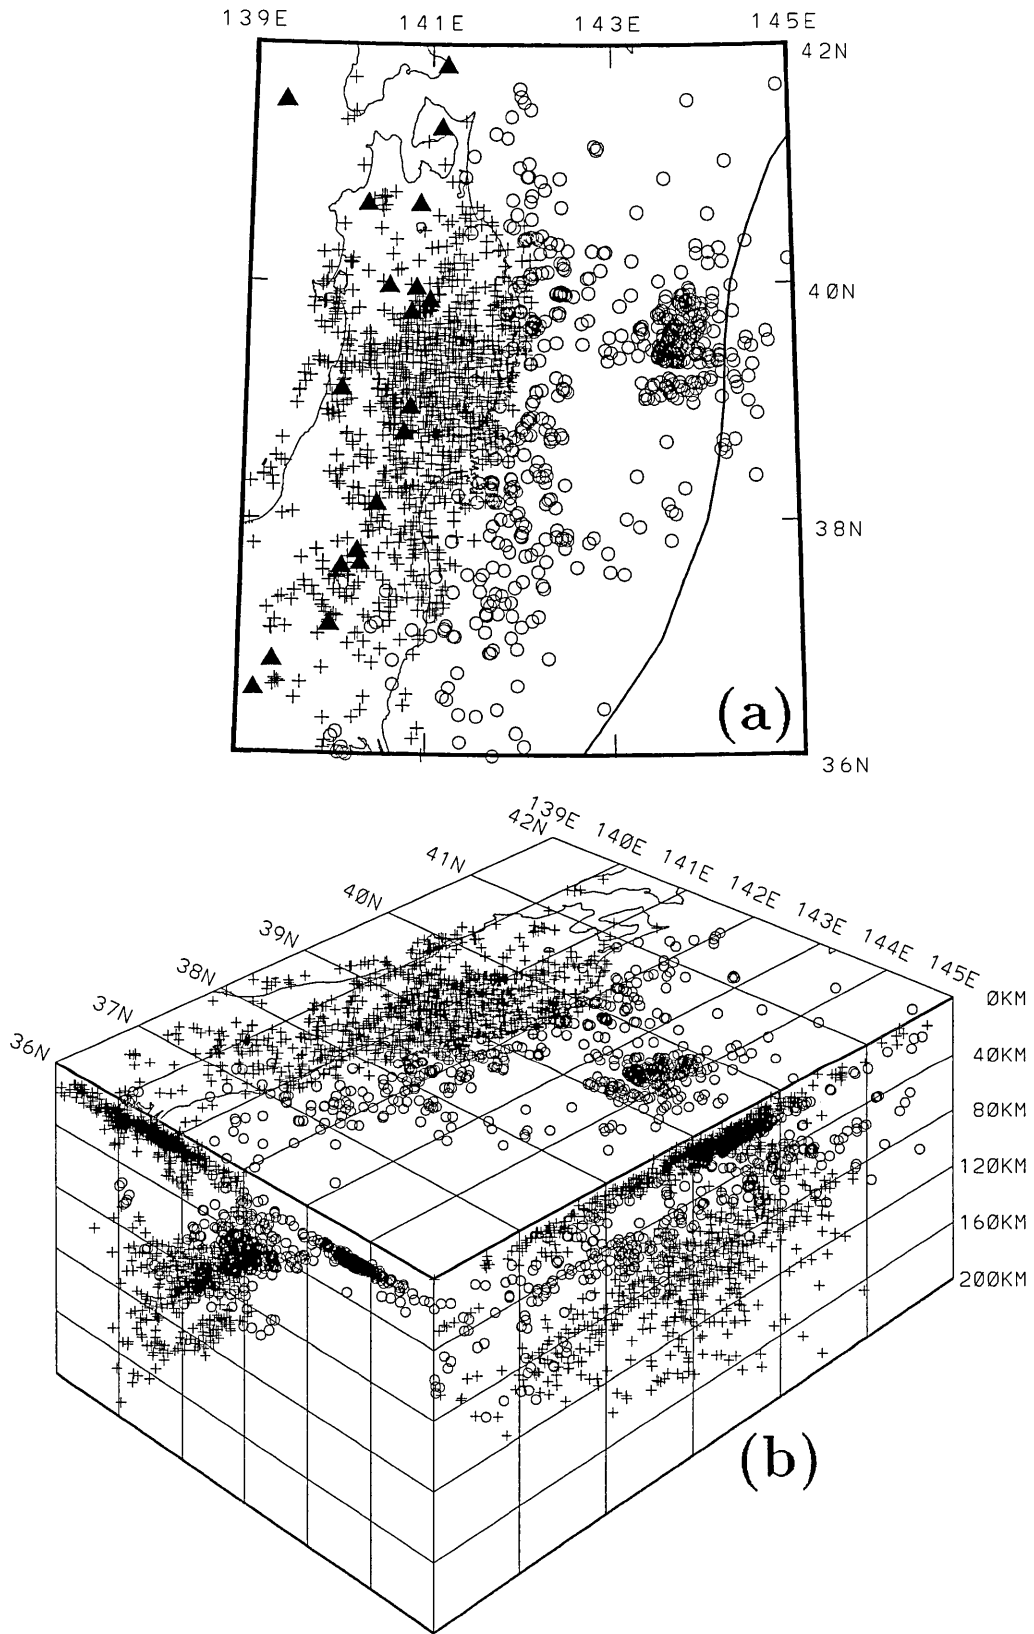 139E 141E 143E 145E
42N
40N
38N
(a)
36N
139E
42N 140E
41N 141E
40N 142E
39N 143E
38N 144E
37N 145E
36N 0KM
40KM
80KM
120KM
160KM
200KM
(b)